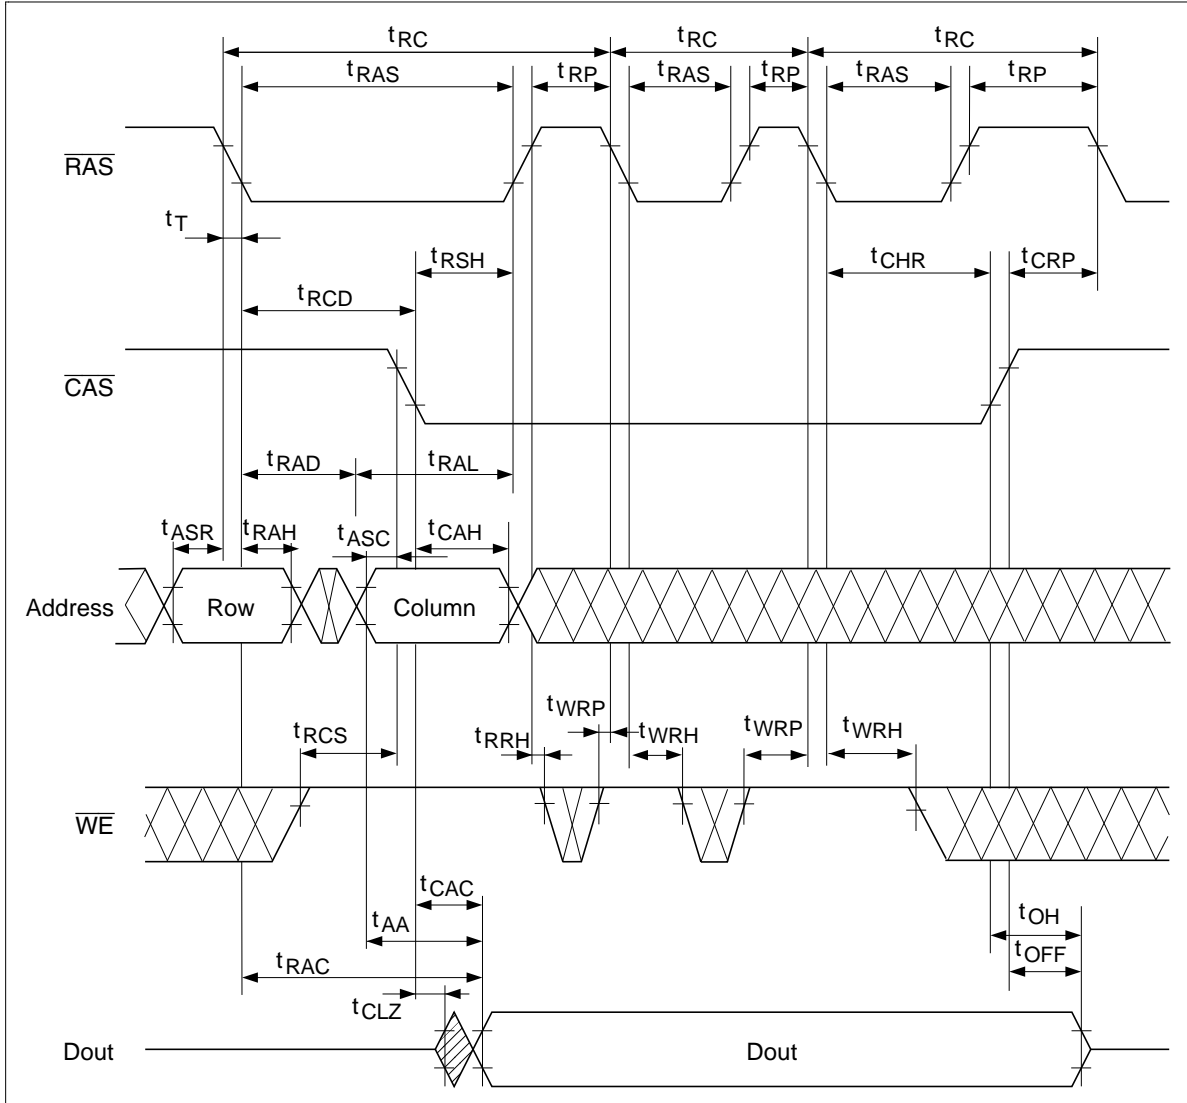 tRC tRC tRC
tRAS tRP tRAS tRP tRAS tRP
RAS
tT
tRSH tCHR tCRP
tRCD
CAS
tRAD tRAL
tASR tRAH tASC tCAH
Address Row Column
tWRP
tRCS tRRH tWRH tWRP tWRH
WE
tCAC
tAA tOH
tRAC tOFF
tCLZ
Dout Dout